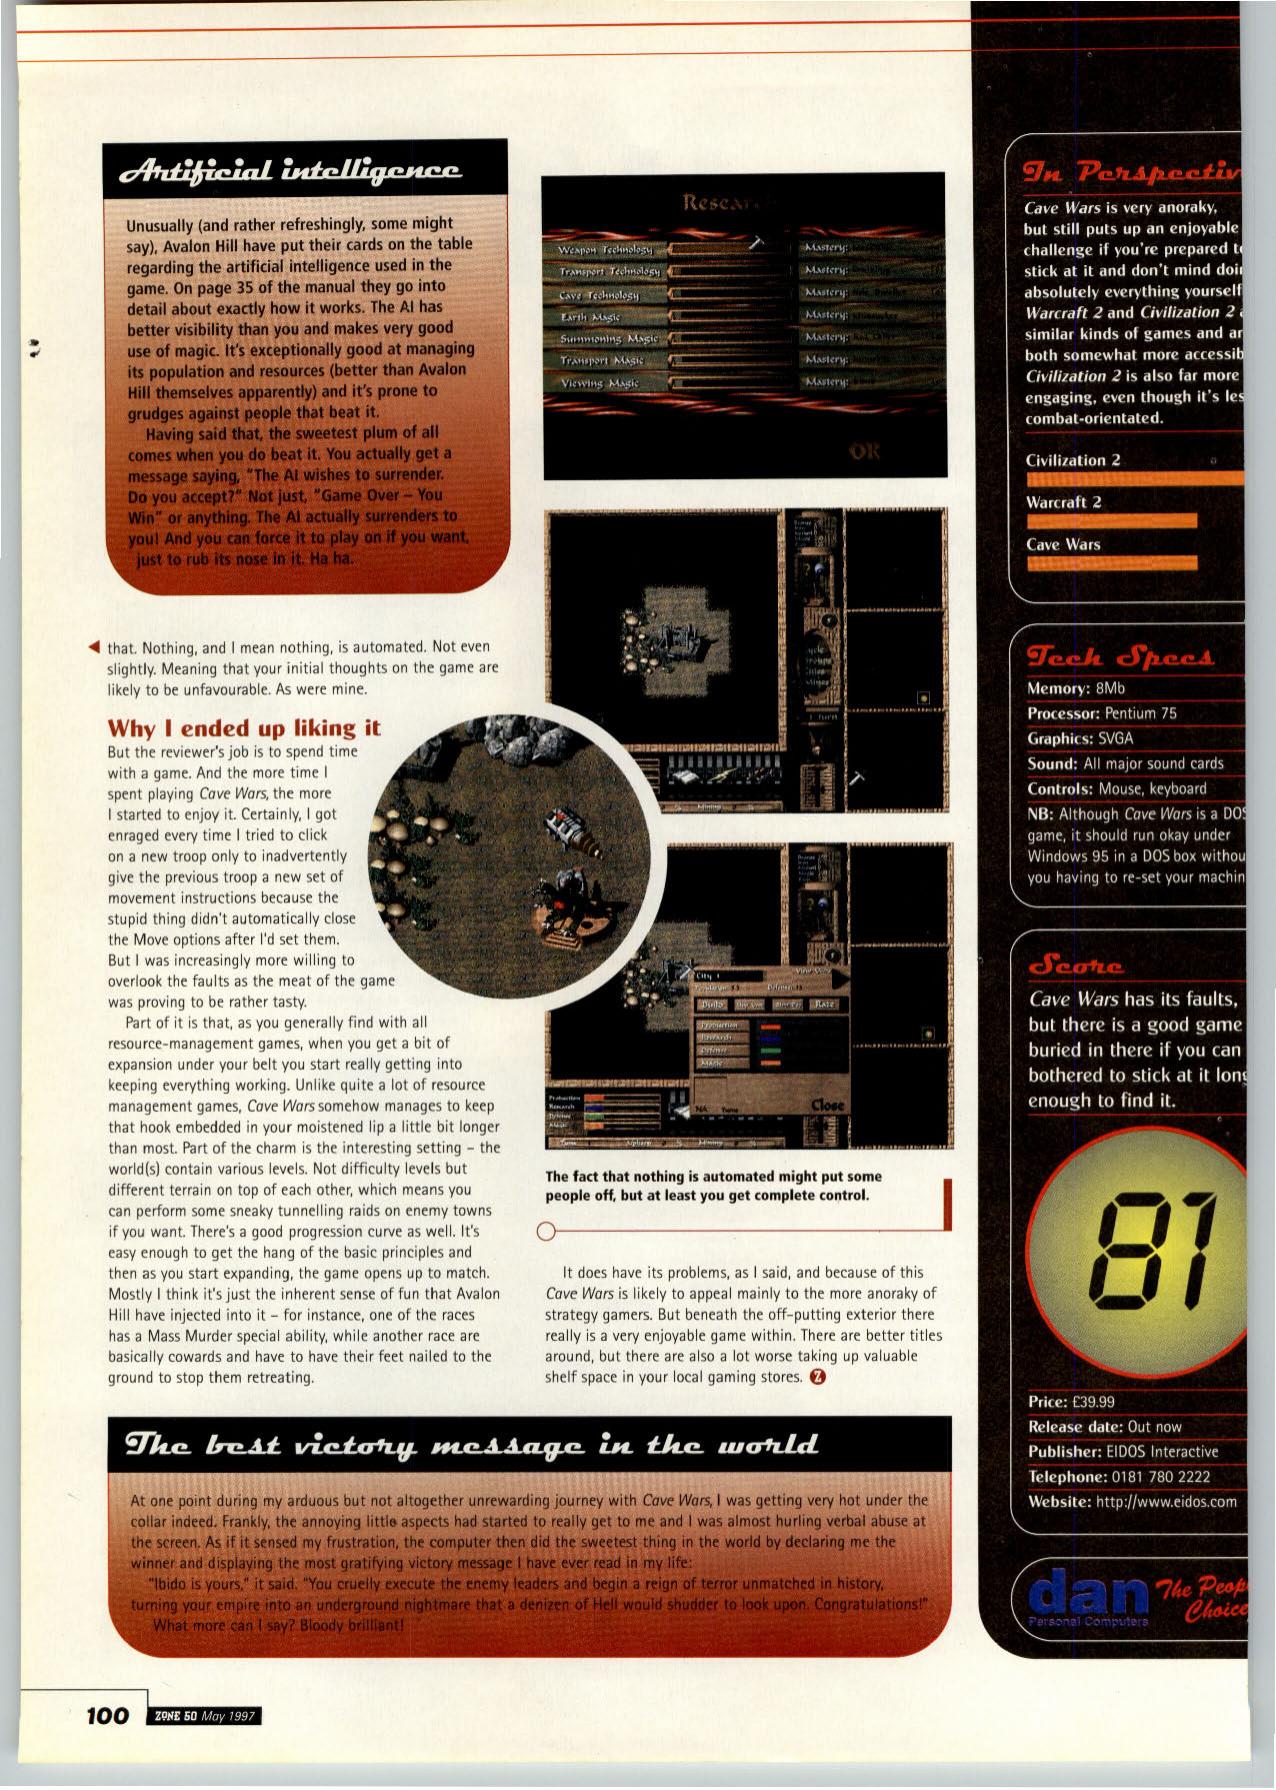 Artificial intelligence
Unusually (and rather refreshingly, some might
say), Avalon Hill have put their cards on the table
regarding the artificial intelligence used in the
game. On page 35 of the manual they go into
detail about exactly how it works. The AI has
better visibility than you and makes very good
use of magic. It's exceptionally good at managing
its population and resources (better than Avalon
Hill themselves apparently) and it's prone to
grudges against people that beat it.
Having said that, the sweetest plum of all
comes when you do beat it. You actually get a
message saying, "The AI wishes to surrender.
Do you accept?" Not just, "Game Over – You
Win" or anything. The AI actually surrenders to
you! And you can force it to play on if you want,
just to rub its nose in it. Ha ha.
that. Nothing, and I mean nothing, is automated. Not even
slightly. Meaning that your initial thoughts on the game are
likely to be unfavourable. As were mine.
Why I ended up liking it
But the reviewer's job is to spend time
with a game. And the more time I
spent playing Cave Wars, the more
I started to enjoy it. Certainly, I got
enraged every time I tried to click
on a new troop only to inadvertently
give the previous troop a new set of
movement instructions because the
stupid thing didn't automatically close
the Move options after I'd set them.
But I was increasingly more willing to
overlook the faults as the meat of the game
was proving to be rather tasty.
Part of it is that, as you generally find with all
resource-management games, when you get a bit of
expansion under your belt you start really getting into
keeping everything working. Unlike quite a lot of resource
management games, Cave Wars somehow manages to keep
that hook embedded in your moistened lip a little bit longer
than most. Part of the charm is the interesting setting – the
world(s) contain various levels. Not difficulty levels but
different terrain on top of each other, which means you
can perform some sneaky tunnelling raids on enemy towns
if you want. There's a good progression curve as well. It's
easy enough to get the hang of the basic principles and
then as you start expanding, the game opens up to match.
Mostly I think it's just the inherent sense of fun that Avalon
Hill have injected into it – for instance, one of the races
has a Mass Murder special ability, while another race are
basically cowards and have to have their feet nailed to the
ground to stop them retreating.
Research
Weapon Technology Mastery:
Transport Technology Mastery:
Cave Technology Mastery:
Earth Magic Mastery:
Summoning Magic Mastery:
Transport Magic Mastery:
Viewing Magic Mastery:
OK
City 1
Build
Raze
Production
Research
Defense
Magic
Close
Production
Research
Defense
Magic
The fact that nothing is automated might put some
people off, but at least you get complete control.
It does have its problems, as I said, and because of this
Cave Wars is likely to appeal mainly to the more anoraky of
strategy gamers. But beneath the off-putting exterior there
really is a very enjoyable game within. There are better titles
around, but there are also a lot worse taking up valuable
shelf space in your local gaming stores. Z
The best victory message in the world
At one point during my arduous but not altogether unrewarding journey with Cave Wars, I was getting very hot under the
collar indeed. Frankly, the annoying little aspects had started to really get to me and I was almost hurling verbal abuse at
the screen. As if it sensed my frustration, the computer then did the sweetest thing in the world by declaring me the
winner and displaying the most gratifying victory message I have ever read in my life:
"Ibido is yours," it said. "You cruelly execute the enemy leaders and begin a reign of terror unmatched in history,
turning your empire into an underground nightmare that a denizen of Hell would shudder to look upon. Congratulations!"
What more can I say? Bloody brilliant!
In Perspectiv
Cave Wars is very anoraky,
but still puts up an enjoyable
challenge if you're prepared t
stick at it and don't mind doi
absolutely everything yourself
Warcraft 2 and Civilization 2
similar kinds of games and ar
both somewhat more accessib
Civilization 2 is also far more
engaging, even though it's les
combat-orientated.
Civilization 2
Warcraft 2
Cave Wars
Tech Specs
Memory: 8Mb
Processor: Pentium 75
Graphics: SVGA
Sound: All major sound cards
Controls: Mouse, keyboard
NB: Although Cave Wars is a DOS
game, it should run okay under
Windows 95 in a DOS box withou
you having to re-set your machin
Score
Cave Wars has its faults,
but there is a good game
buried in there if you can
bothered to stick at it long
enough to find it.
81
Price: £39.99
Release date: Out now
Publisher: EIDOS Interactive
Telephone: 0181 780 2222
Website: http://www.eidos.com
dan The Peop
Personal Computers Choice
100 ZONE 50 May 1997